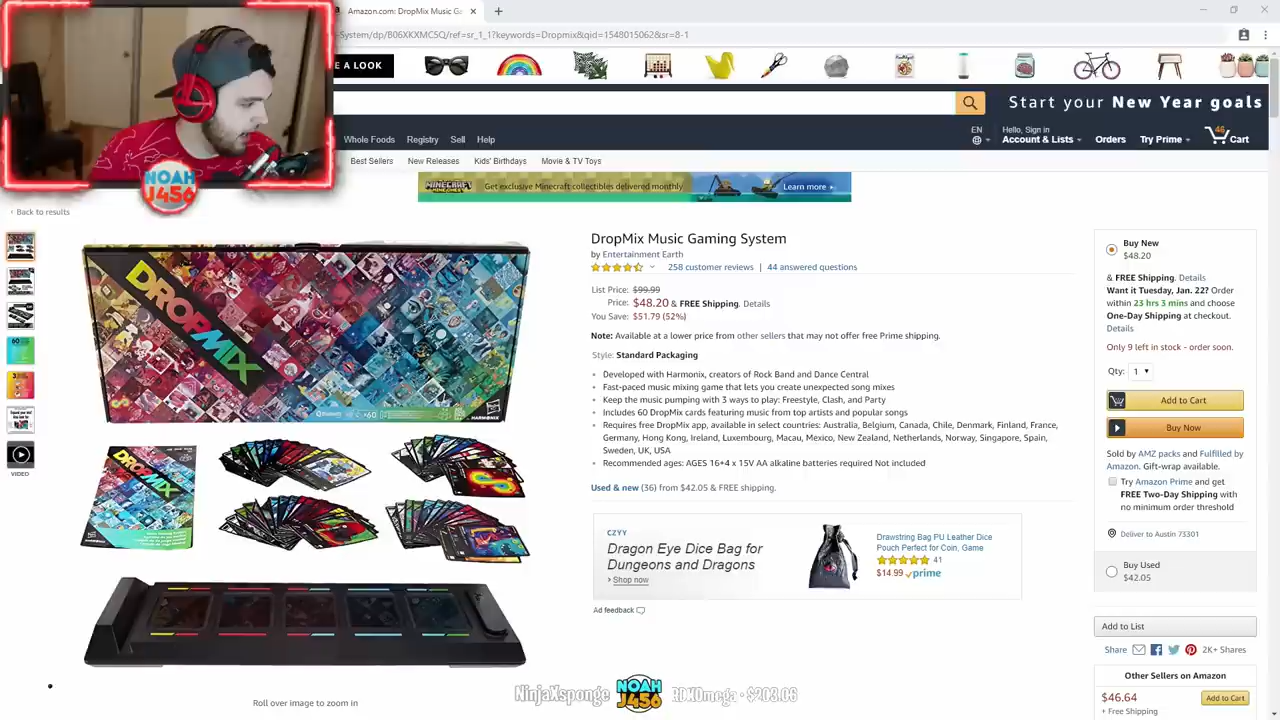 Amazon.com: DropMix Music Ga
-System/dp/B06XKXMCSQ/ref=sr_1_1?keywords=Dropmix&qid=1548015062&sr=8-1
E A LOOK
Start your New Year goals
Whole Foods Registry Sell Help
EN
Hello, Sign in
Account & Lists Orders Try Prime 46 Cart
Best Sellers New Releases Kids' Birthdays Movie & TV Toys
MINECRAFT Get exclusive Minecraft collectibles delivered monthly Learn more
NOAH
J456
‹ Back to results
DROPMIX
HARMONIX
DROPMIX
VIDEO
Roll over image to zoom in
DropMix Music Gaming System
by Entertainment Earth
258 customer reviews | 44 answered questions
List Price: $99.99
Price: $48.20 & FREE Shipping. Details
You Save: $51.79 (52%)
Note: Available at a lower price from other sellers that may not offer free Prime shipping.
Style: Standard Packaging
Developed with Harmonix, creators of Rock Band and Dance Central
Fast-paced music mixing game that lets you create unexpected song mixes
Keep the music pumping with 3 ways to play: Freestyle, Clash, and Party
Includes 60 DropMix cards featuring music from top artists and popular songs
Requires free DropMix app, available in select countries: Australia, Belgium, Canada, Chile, Denmark, Finland, France,
Germany, Hong Kong, Ireland, Luxembourg, Macau, Mexico, New Zealand, Netherlands, Norway, Singapore, Spain,
Sweden, UK, USA
Recommended ages: AGES 16+4 x 15V AA alkaline batteries required Not included
Used & new (36) from $42.05 & FREE shipping.
CZYY
Dragon Eye Dice Bag for
Dungeons and Dragons
› Shop now
Drawstring Bag PU Leather Dice
Pouch Perfect for Coin, Game
41
$14.99 prime
Ad feedback
Buy New
$48.20
& FREE Shipping. Details
Want it Tuesday, Jan. 22? Order
within 23 hrs 3 mins and choose
One-Day Shipping at checkout.
Details
Only 9 left in stock - order soon.
Qty: 1
Add to Cart
Buy Now
Sold by AMZ packs and Fulfilled by
Amazon. Gift-wrap available.
Try Amazon Prime and get
FREE Two-Day Shipping with
no minimum order threshold
Deliver to Austin 73301
Buy Used
$42.05
Add to List
Share 2K+ Shares
Other Sellers on Amazon
$46.64 Add to Cart
+ Free Shipping
NinjaXsponge
NOAH
J456